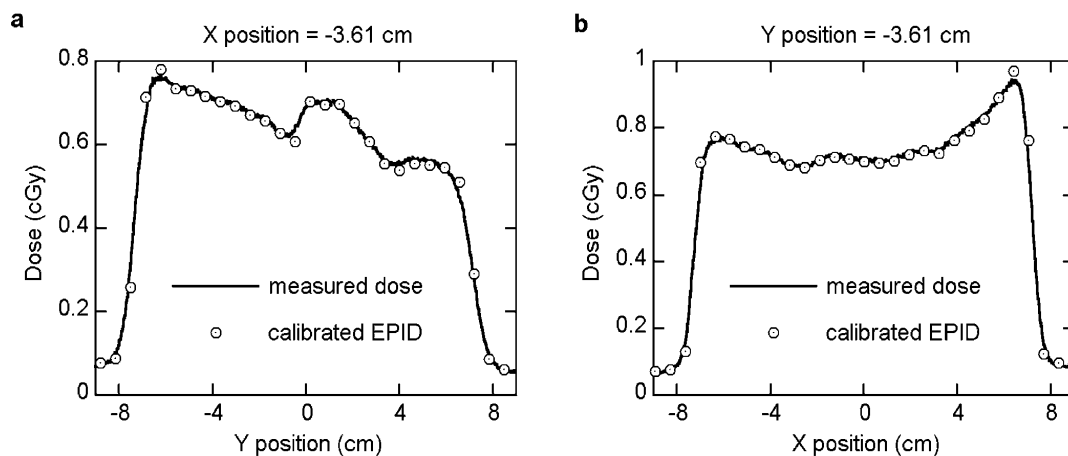 a
X position = -3.61 cm
0.8
0.6
0.4
0.2
0
Dose (cGy)
measured dose
calibrated EPID
-8
-4
0
4
8
Y position (cm)
b
Y position = -3.61 cm
1
0.8
0.6
0.4
0.2
0
Dose (cGy)
measured dose
calibrated EPID
-8
-4
0
4
8
X position (cm)